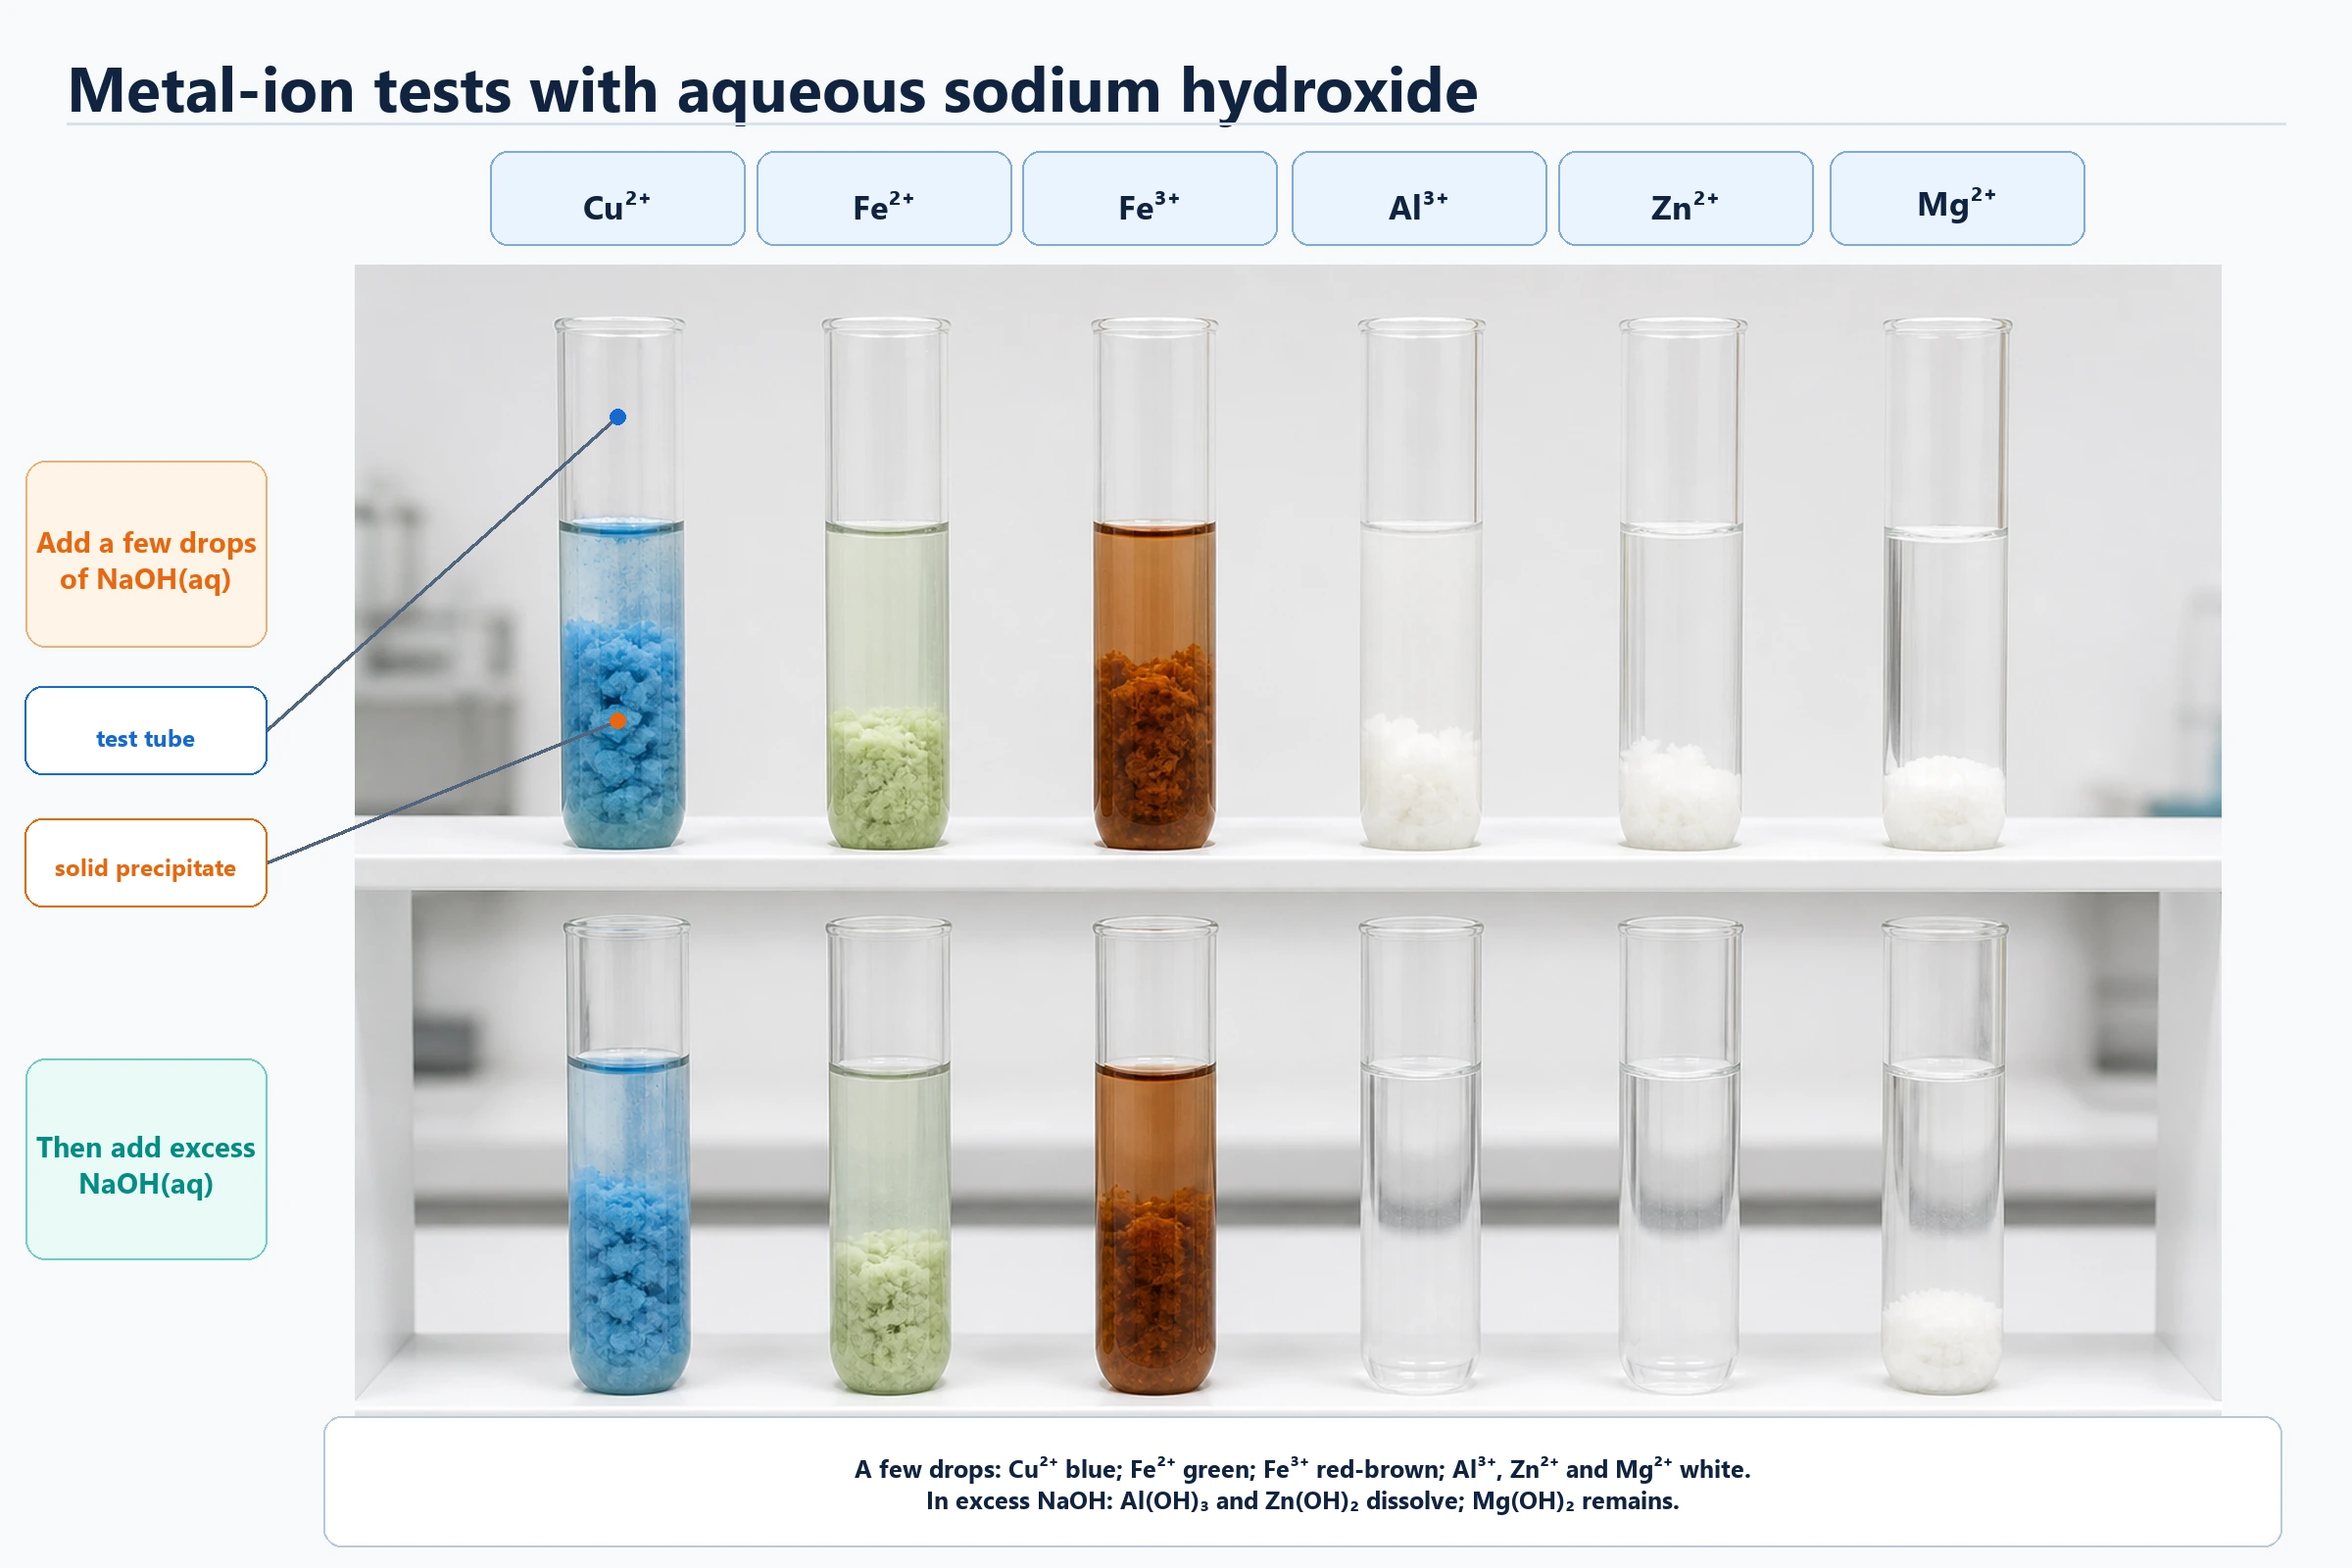 Metal-ion tests with aqueous sodium hydroxide
Cu²⁺
Fe²⁺
Fe³⁺
Al³⁺
Zn²⁺
Mg²⁺
Add a few drops
of NaOH(aq)
test tube
solid precipitate
Then add excess
NaOH(aq)
A few drops: Cu²⁺ blue; Fe²⁺ green; Fe³⁺ red-brown; Al³⁺, Zn²⁺ and Mg²⁺ white.
In excess NaOH: Al(OH)₃ and Zn(OH)₂ dissolve; Mg(OH)₂ remains.